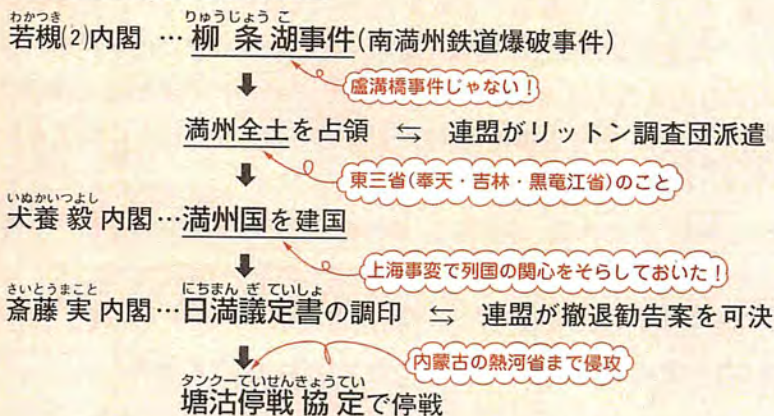 わかつき りゅうじょう こ
若槻(2)内閣 …柳条湖事件(南満州鉄道爆破事件)
盧溝橋事件じゃない!
満州全土を占領 ⇆ 連盟がリットン調査団派遣
東三省(奉天・吉林・黒竜江省)のこと
いぬかいつよし
犬養毅内閣…満州国を建国
上海事変で列国の関心をそらしておいた!
さいとうまこと にちまん ぎ ていしょ
斎藤実内閣…日満議定書の調印 ⇆ 連盟が撤退勧告案を可決
内蒙古の熱河省まで侵攻
タンクーていせんきょうてい
塘沽停戦協定で停戦